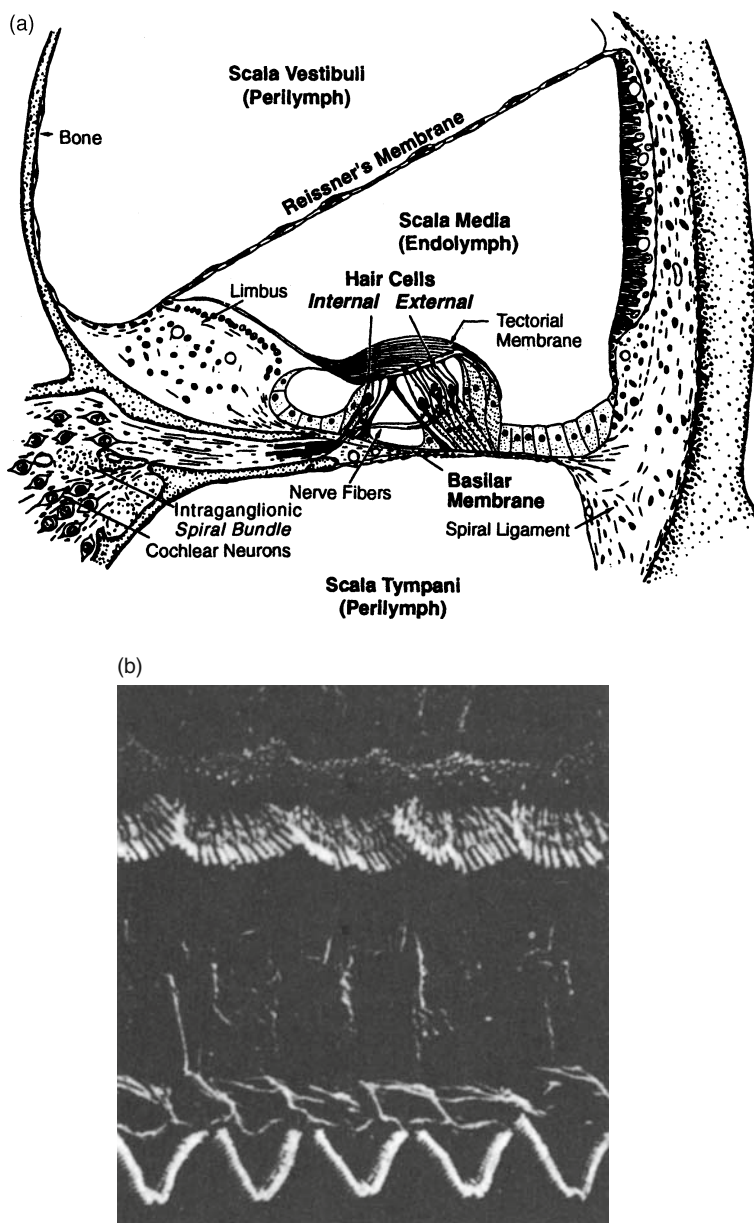 (a)
Scala Vestibuli
(Perilymph)
Bone
Reissner's Membrane
Scala Media
(Endolymph)
Hair Cells
Internal External
Limbus
Tectorial
Membrane
Basilar
Membrane
Nerve Fibers
Intraganglionic
Spiral Bundle
Cochlear Neurons
Spiral Ligament
Scala Tympani
(Perilymph)
(b)